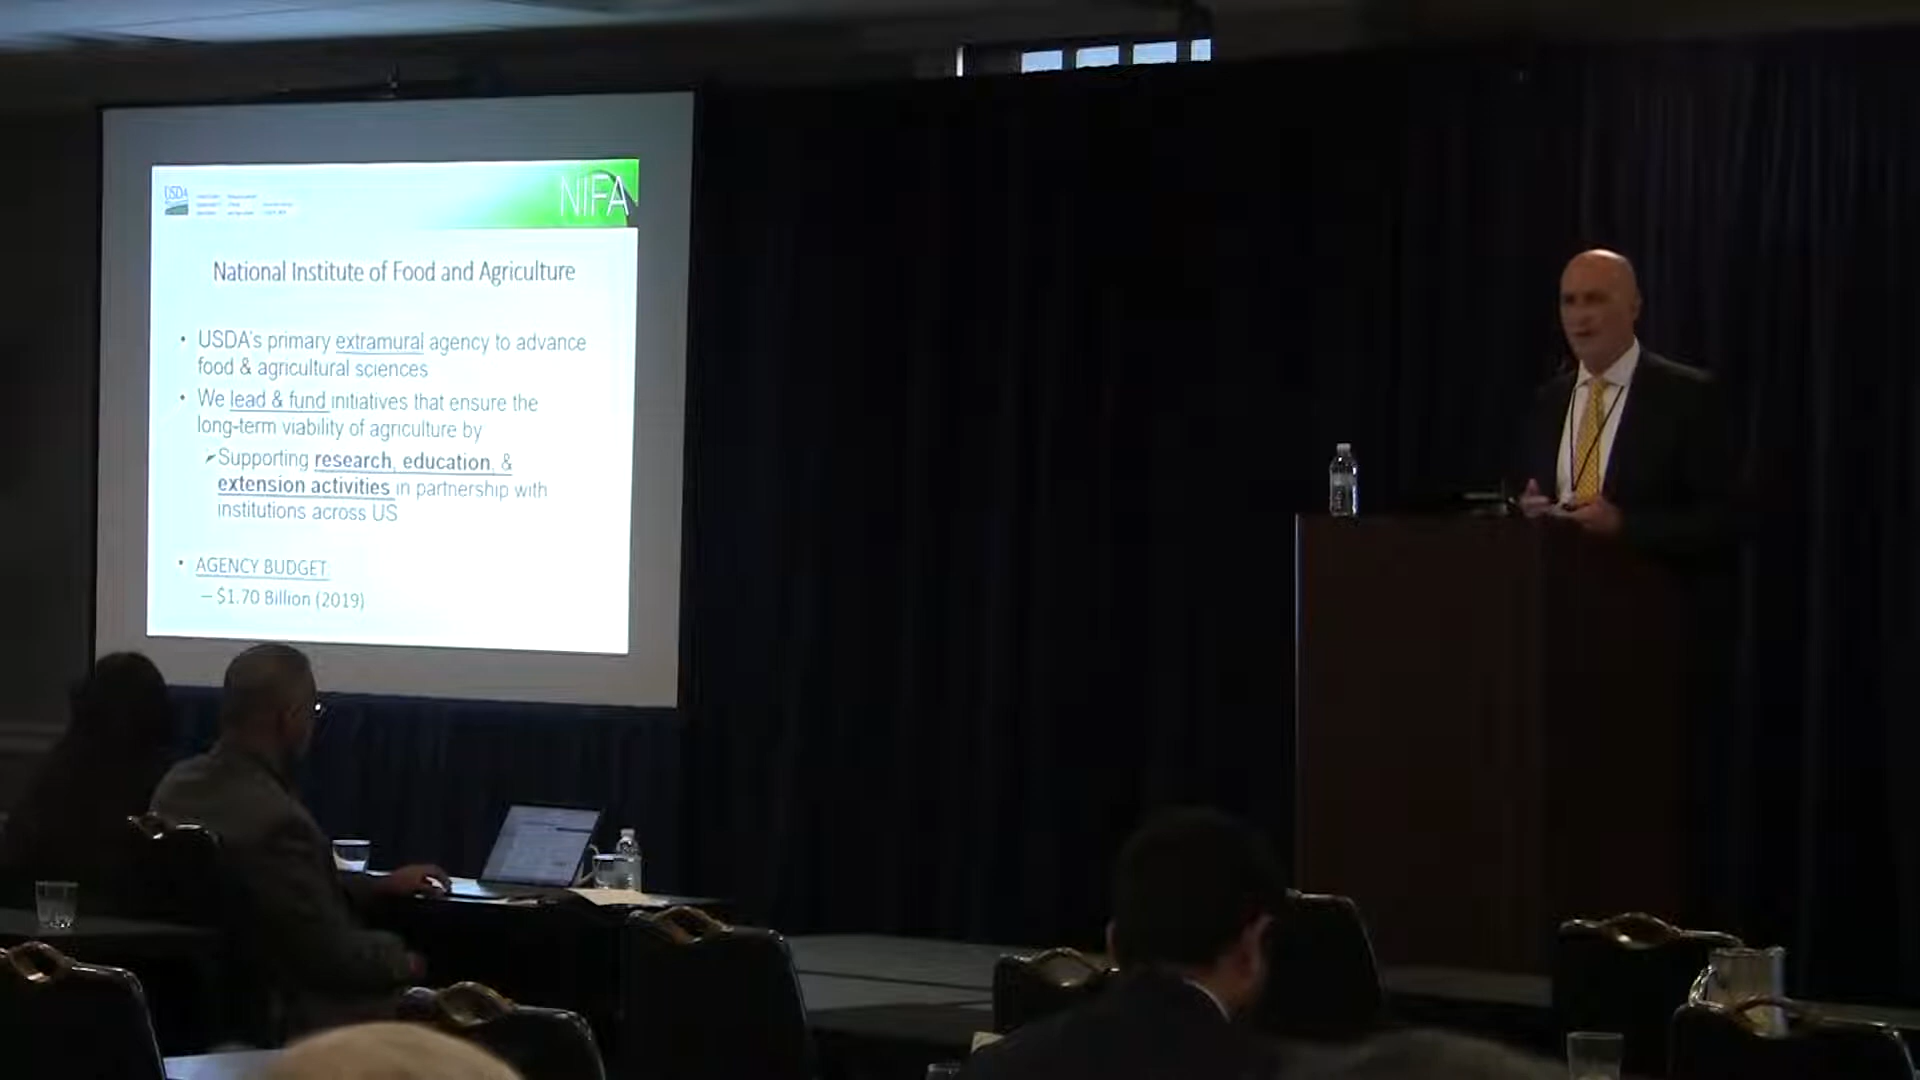 USDA
NIFA
National Institute of Food and Agriculture
• USDA's primary extramural agency to advance
food & agricultural sciences
• We lead & fund initiatives that ensure the
long-term viability of agriculture by
➢Supporting research, education, &
extension activities in partnership with
institutions across US
• AGENCY BUDGET
– $1.70 Billion (2019)